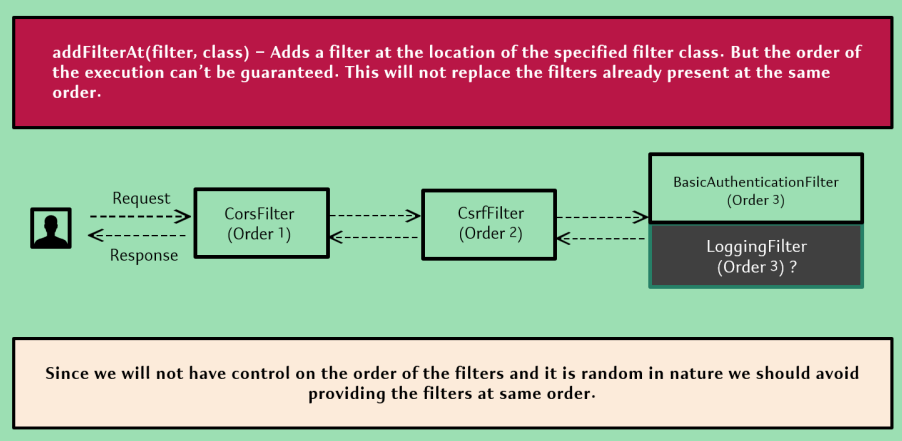 addFilterAt(filter, class) – Adds a filter at the location of the specified filter class. But the order of
the execution can't be guaranteed. This will not replace the filters already present at the same
order.
Request
Response
CorsFilter
(Order 1)
CsrfFilter
(Order 2)
BasicAuthenticationFilter
(Order 3)
LoggingFilter
(Order 3) ?
Since we will not have control on the order of the filters and it is random in nature we should avoid
providing the filters at same order.